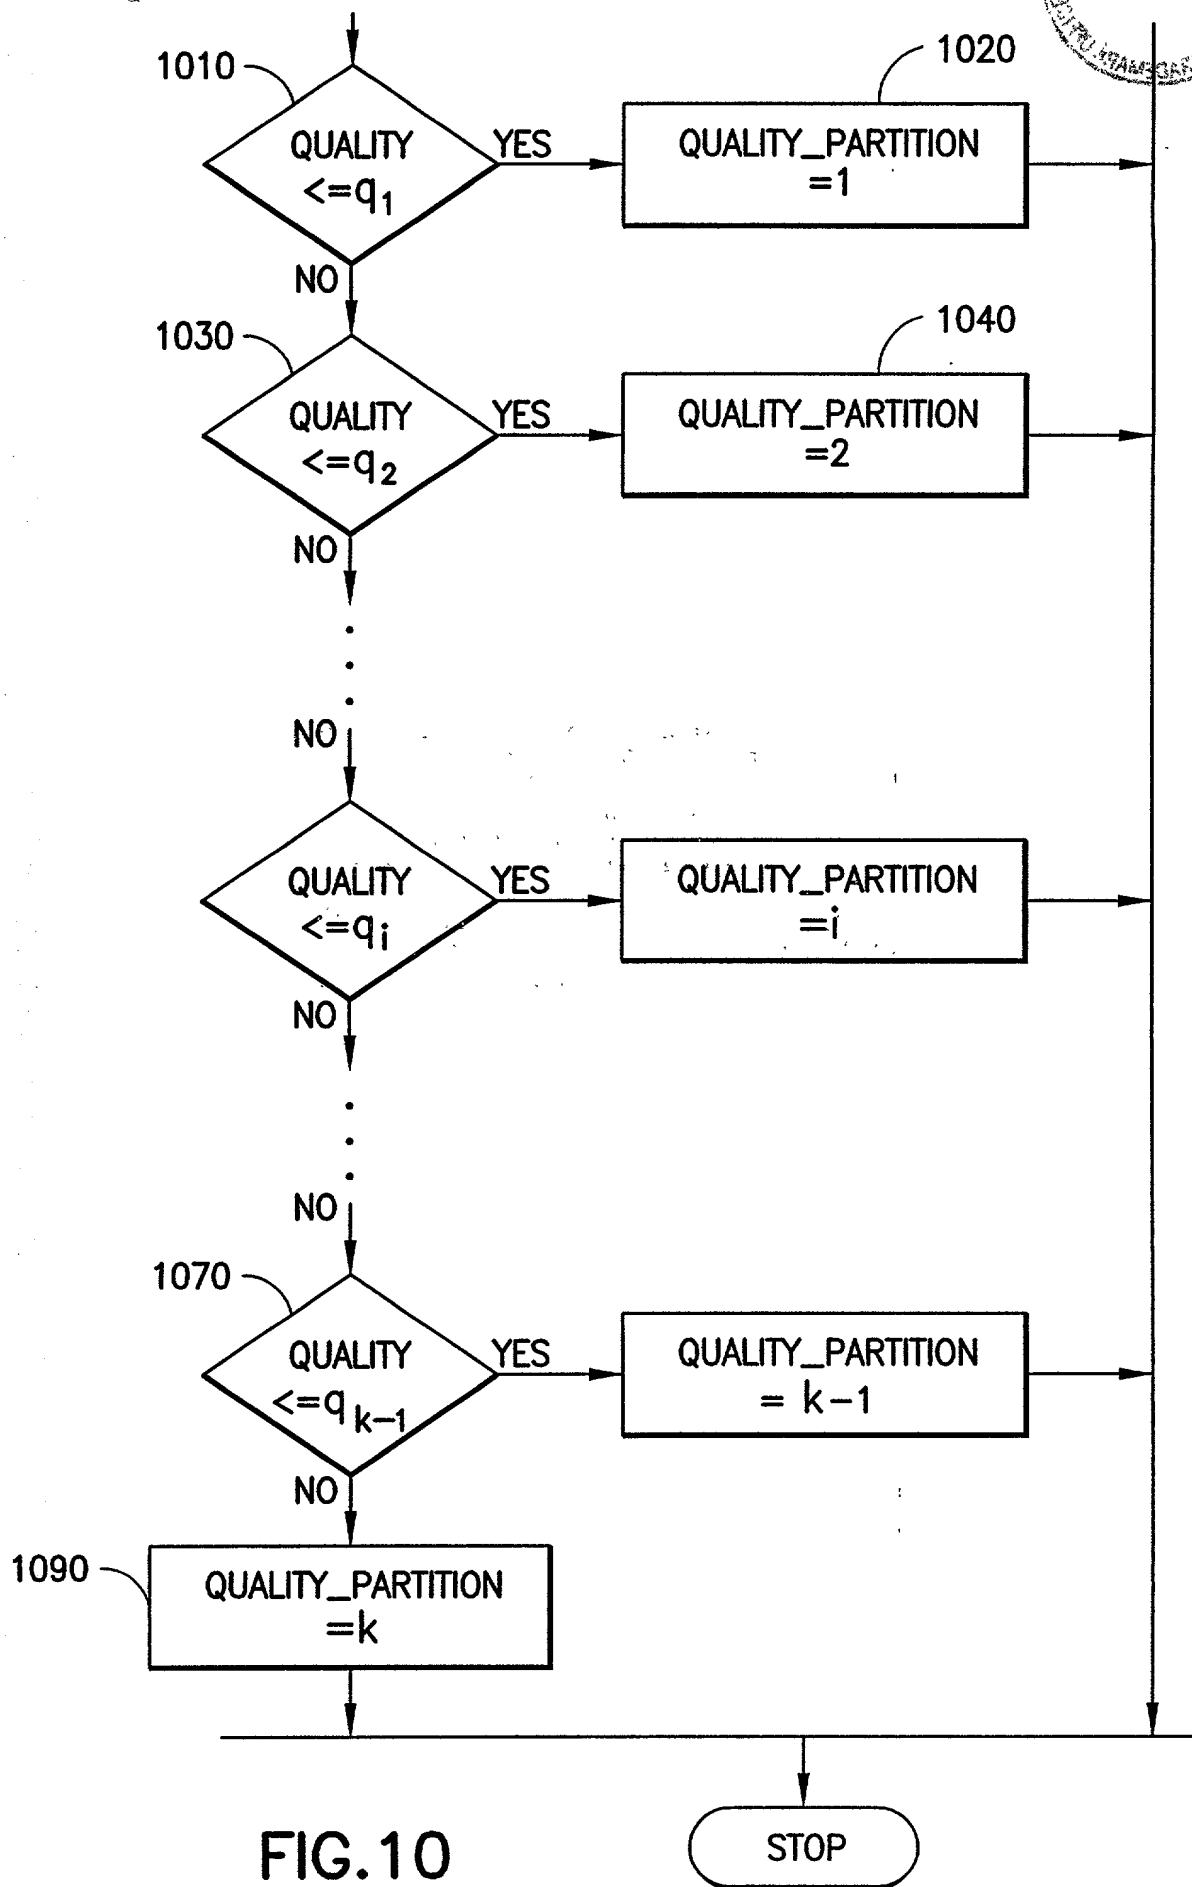 1010
QUALITY
<=q1
YES
1020
QUALITY_PARTITION
=1
NO
1030
QUALITY
<=q2
YES
1040
QUALITY_PARTITION
=2
NO
NO
QUALITY
<=qi
YES
QUALITY_PARTITION
=i
NO
NO
1070
QUALITY
<=qk-1
YES
QUALITY_PARTITION
= k-1
NO
1090
QUALITY_PARTITION
=k
STOP
FIG.10